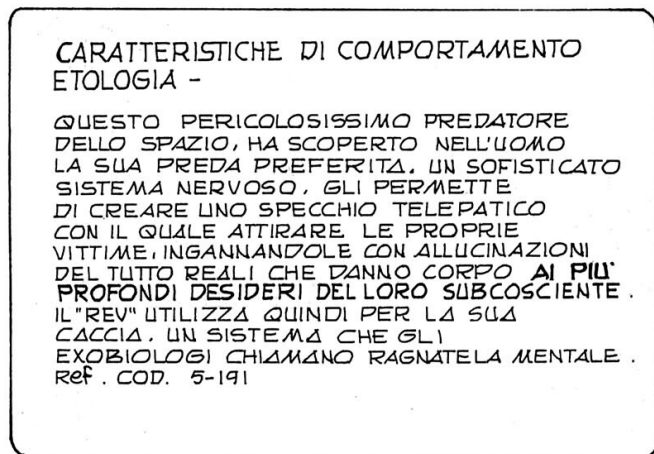 CARATTERISTICHE DI COMPORTAMENTO
ETOLOGIA -
QUESTO PERICOLOSISSIMO PREDATORE
DELLO SPAZIO, HA SCOPERTO NELL'UOMO
LA SUA PREDA PREFERITA. UN SOFISTICATO
SISTEMA NERVOSO, GLI PERMETTE
DI CREARE UNO SPECCHIO TELEPATICO
CON IL QUALE ATTIRARE LE PROPRIE
VITTIME, INGANNANDOLE CON ALLUCINAZIONI
DEL TUTTO REALI CHE DANNO CORPO AI PIU'
PROFONDI DESIDERI DEL LORO SUBCOSCIENTE.
IL "REV" UTILIZZA QUINDI PER LA SUA
CACCIA, UN SISTEMA CHE GLI
EXOBIOLOGI CHIAMANO RAGNATELA MENTALE.
Ref. COD. 5-191